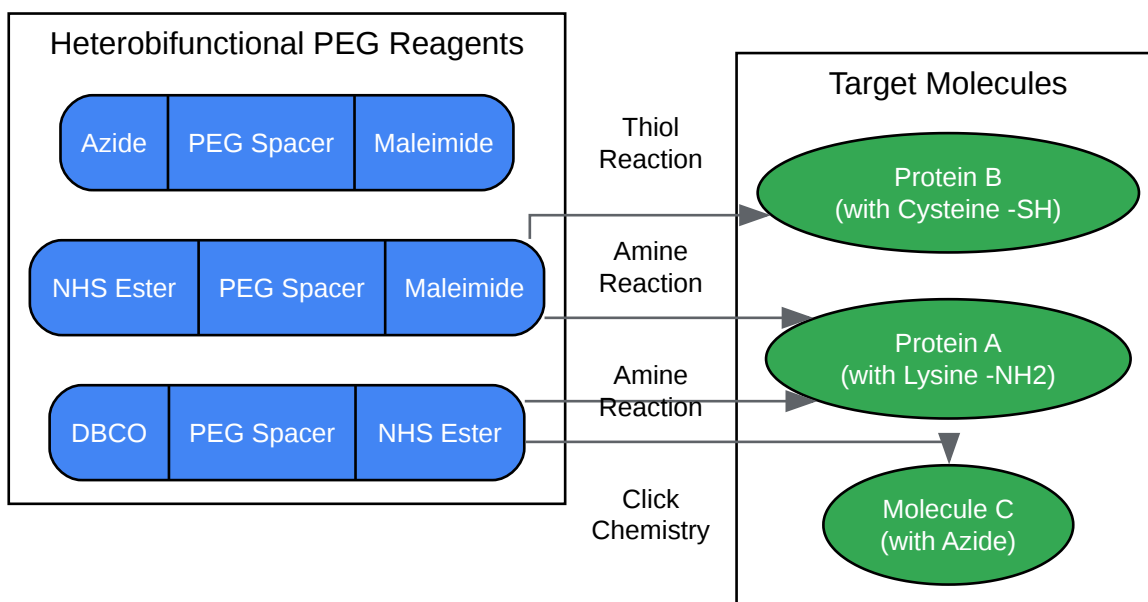 Heterobifunctional PEG Reagents
Azide PEG Spacer Maleimide
NHS Ester PEG Spacer Maleimide
DBCO PEG Spacer NHS Ester
Thiol
Reaction
Amine
Reaction
Amine
Reaction
Click
Chemistry
Target Molecules
Protein B
(with Cysteine -SH)
Protein A
(with Lysine -NH2)
Molecule C
(with Azide)